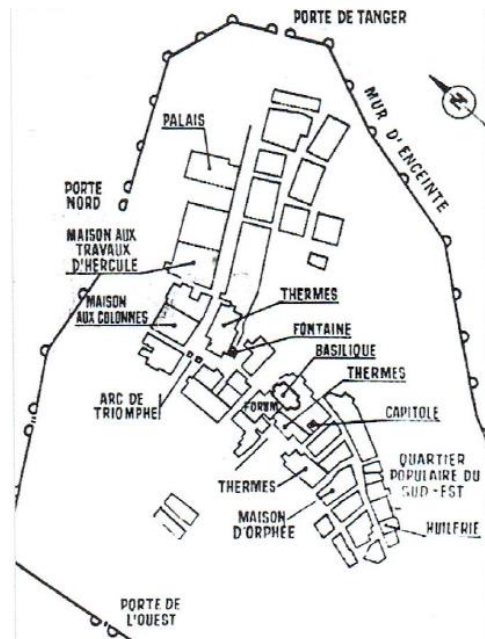 PORTE DE TANGER
N
MUR D'ENCEINTE
PALAIS
PORTE
NORD
MAISON AUX
TRAVAUX
D'HERCULE
MAISON
AUX COLONNES
THERMES
FONTAINE
BASILIQUE
THERMES
ARC DE
TRIOMPHE
FORUM
CAPITOLE
QUARTIER
POPULAIRE DU
SUD-EST
THERMES
MAISON
D'ORPHÉE
HUILERIE
PORTE DE
L'OUEST